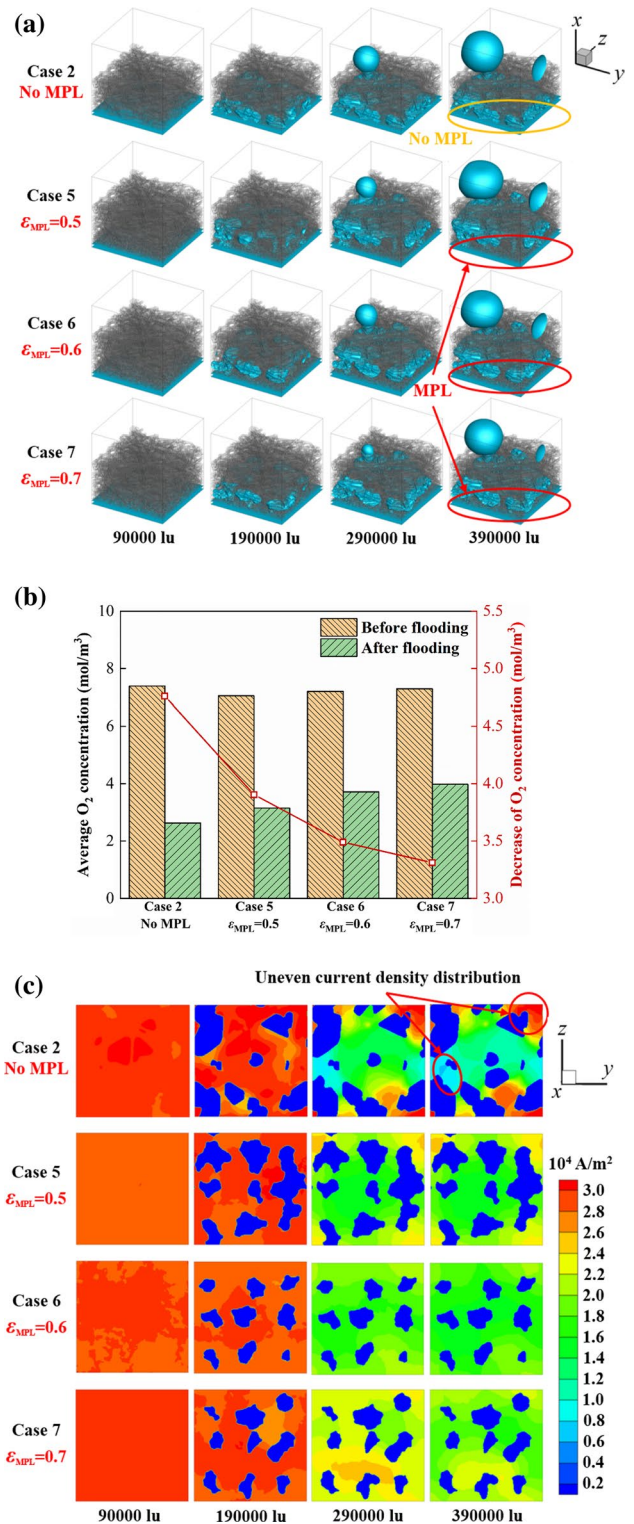 (a)
x
z
y
Case 2
No MPL
No MPL
Case 5
εMPL=0.5
Case 6
εMPL=0.6
MPL
Case 7
εMPL=0.7
90000 lu 190000 lu 290000 lu 390000 lu
(b)
Average O2 concentration (mol/m3)
10
8
6
4
2
0
Before flooding
After flooding
5.5
5.0
4.5
4.0
3.5
3.0
Decrease of O2 concentration (mol/m3)
Case 2 Case 5 Case 6 Case 7
No MPL εMPL=0.5 εMPL=0.6 εMPL=0.7
(c)
Uneven current density distribution
Case 2
No MPL
z
y
x
Case 5
εMPL=0.5
Case 6
εMPL=0.6
Case 7
εMPL=0.7
10⁴ A/m²
3.0
2.8
2.6
2.4
2.2
2.0
1.8
1.6
1.4
1.2
1.0
0.8
0.6
0.4
0.2
90000 lu 190000 lu 290000 lu 390000 lu